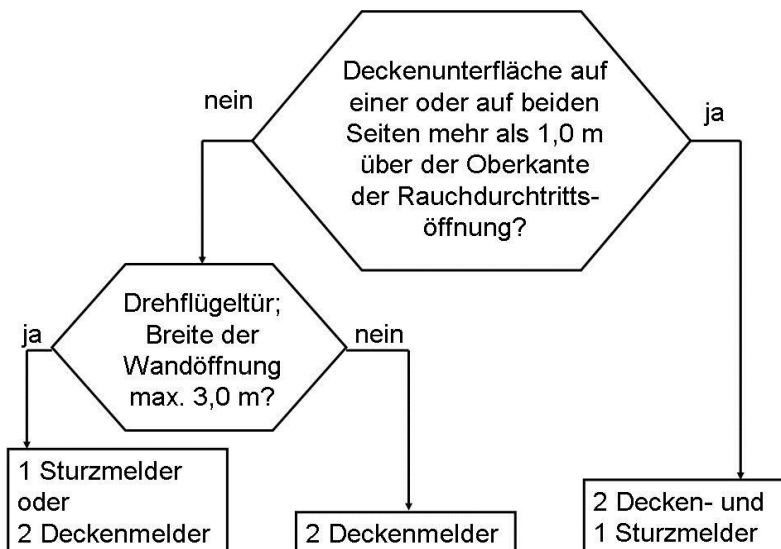 Deckenunterfläche auf
einer oder auf beiden
Seiten mehr als 1,0 m
über der Oberkante
der Rauchdurchtritts-
öffnung?
nein
ja
Drehflügeltür;
Breite der
Wandöffnung
max. 3,0 m?
ja
nein
1 Sturzmelder
oder
2 Deckenmelder
2 Deckenmelder
2 Decken- und
1 Sturzmelder